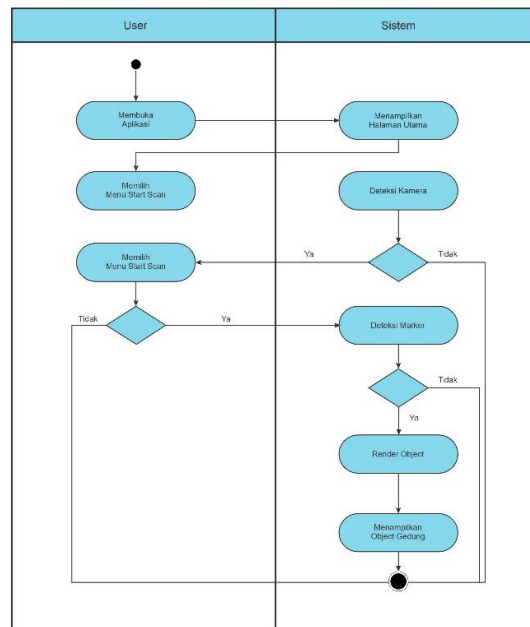 User
Sistem
Membuka
Aplikasi
Menampilkan
Halaman Utama
Memilih
Menu Start Scan
Deteksi Kamera
Memilih
Menu Start Scan
Ya
Tidak
Tidak
Ya
Deteksi Marker
Tidak
Ya
Render Object
Menampilkan
Object Gedung